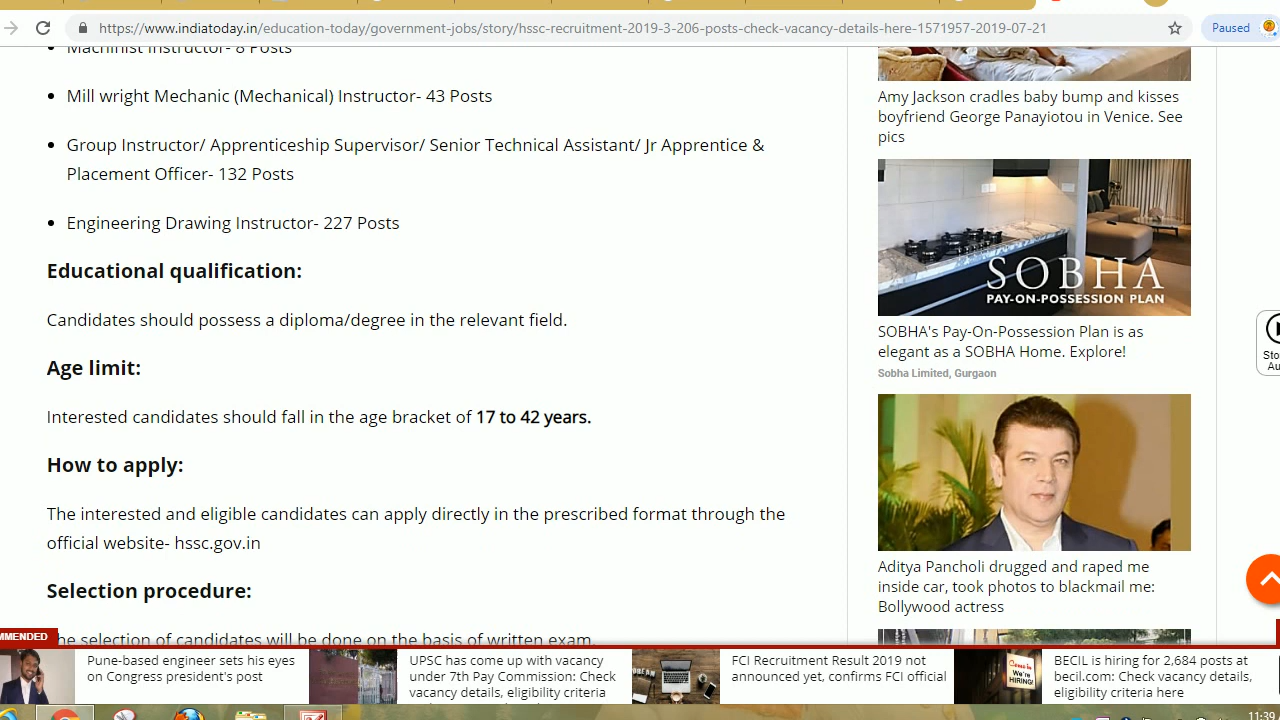 https://www.indiatoday.in/education-today/government-jobs/story/hssc-recruitment-2019-3-206-posts-check-vacancy-details-here-1571957-2019-07-21
Paused
Machinist Instructor- 8 Posts
Mill wright Mechanic (Mechanical) Instructor- 43 Posts
Group Instructor/ Apprenticeship Supervisor/ Senior Technical Assistant/ Jr Apprentice &
Placement Officer- 132 Posts
Engineering Drawing Instructor- 227 Posts
Educational qualification:
Candidates should possess a diploma/degree in the relevant field.
Age limit:
Interested candidates should fall in the age bracket of 17 to 42 years.
How to apply:
The interested and eligible candidates can apply directly in the prescribed format through the
official website- hssc.gov.in
Selection procedure:
The selection of candidates will be done on the basis of written exam.
Amy Jackson cradles baby bump and kisses
boyfriend George Panayiotou in Venice. See
pics
SOBHA
PAY-ON-POSSESSION PLAN
SOBHA's Pay-On-Possession Plan is as
elegant as a SOBHA Home. Explore!
Sobha Limited, Gurgaon
Aditya Pancholi drugged and raped me
inside car, took photos to blackmail me:
Bollywood actress
Sto
Au
MMENDED
Pune-based engineer sets his eyes
on Congress president's post
UPSC has come up with vacancy
under 7th Pay Commission: Check
vacancy details, eligibility criteria
FCI Recruitment Result 2019 not
announced yet, confirms FCI official
We're
HIRING!
BECIL is hiring for 2,684 posts at
becil.com: Check vacancy details,
eligibility criteria here
11:39